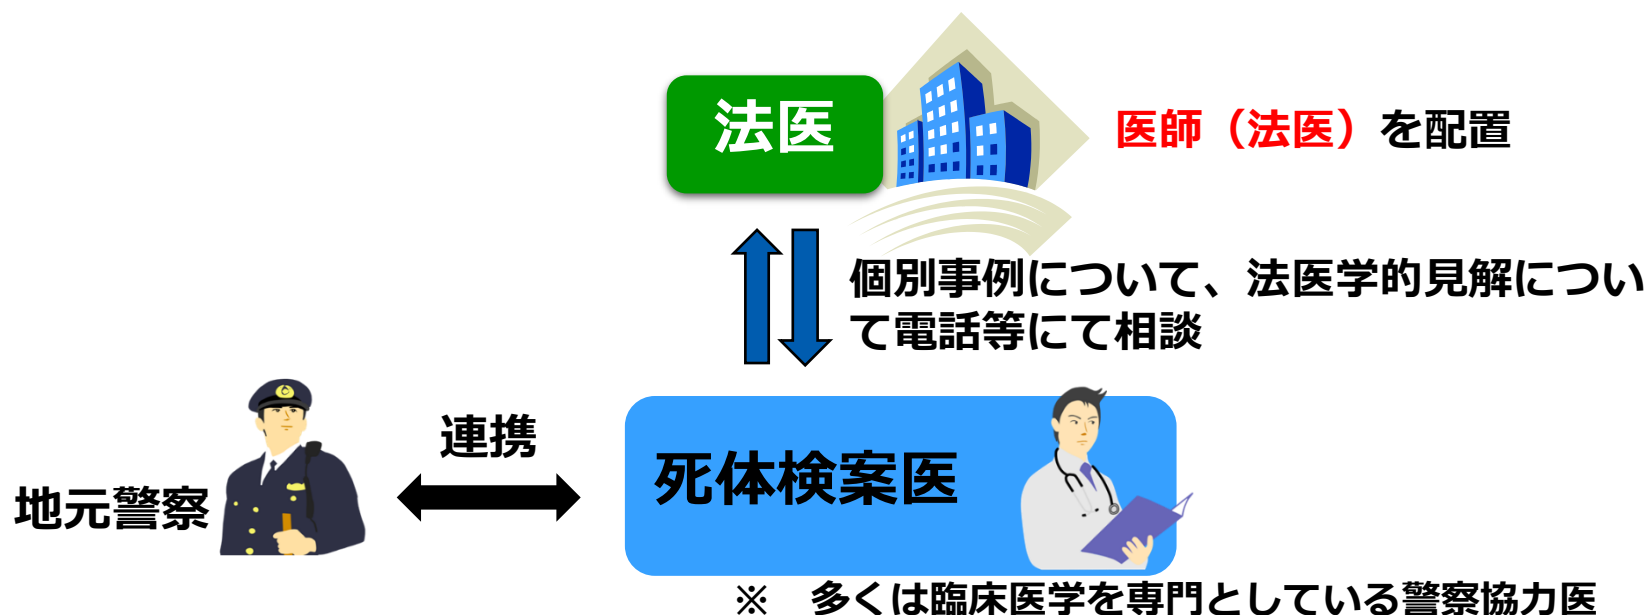 法医
医師（法医）を配置
個別事例について、法医学的見解につい
て電話等にて相談
連携
地元警察
死体検案医
※　多くは臨床医学を専門としている警察協力医